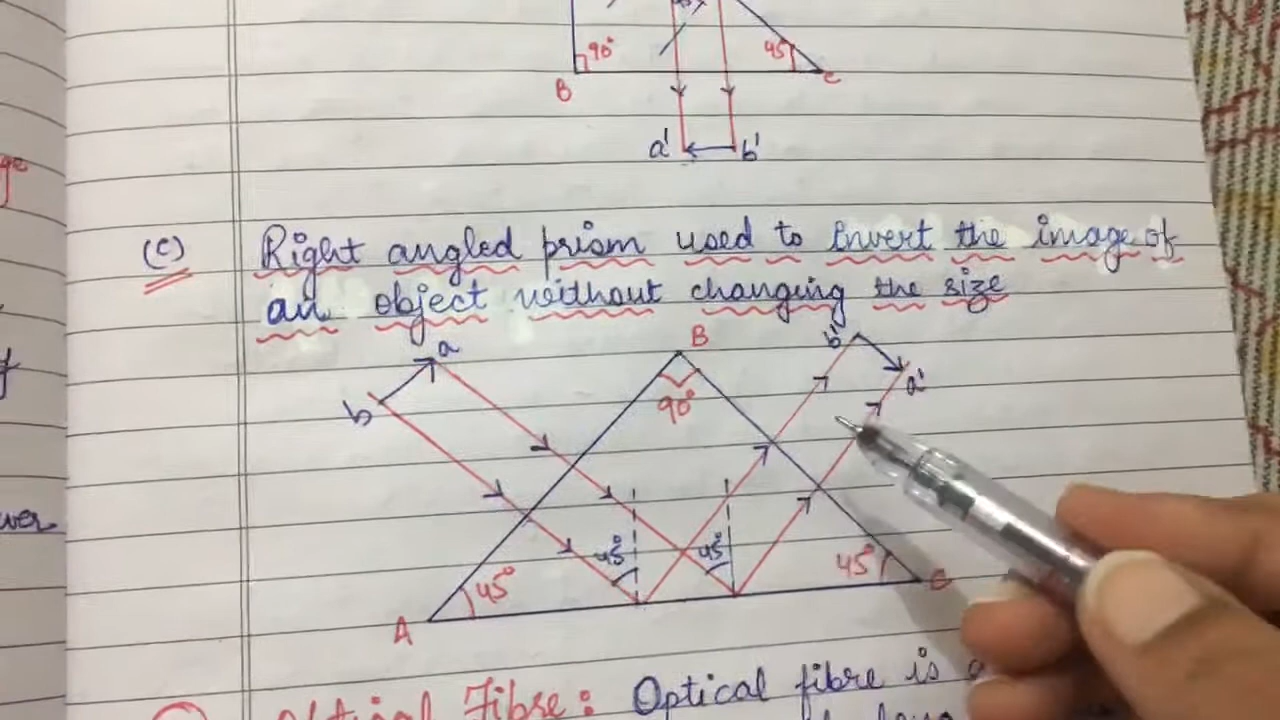 90°
45°
B
C
a' b'
ge
(C) Right angled prism used to invert the image of
an object without changing the size
a
B
b'
b
90°
a'
45°
45°
45°
45°
C
A
Optical Fibre: Optical fibre is a